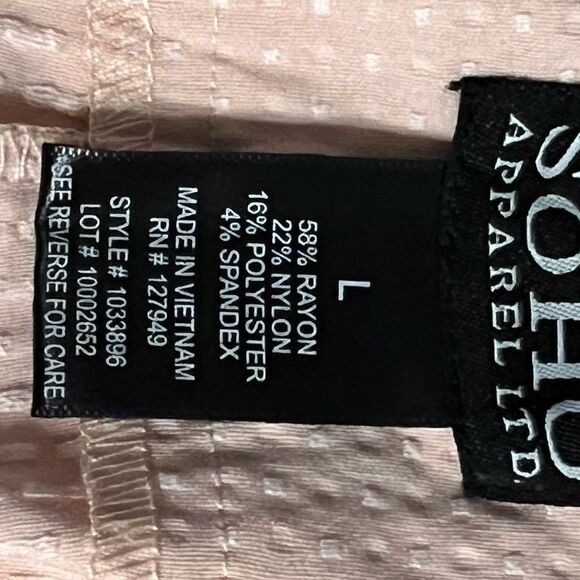 SOHO
APPAREL LTD
L
58% RAYON
22% NYLON
16% POLYESTER
4% SPANDEX
MADE IN VIETNAM
RN# 127949
STYLE # 1033896
LOT # 10002652
SEE REVERSE FOR CARE